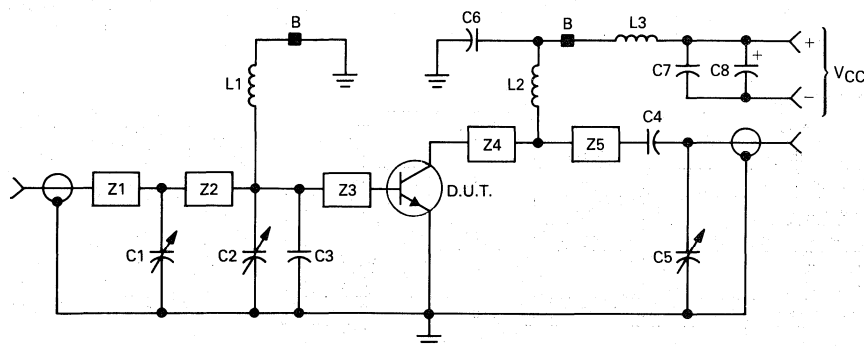 C6
B
B
L3
+
L1
L2
C7
C8
+
VCC
−
C4
Z4
Z5
Z1
Z2
Z3
D.U.T.
C1
C2
C3
C5